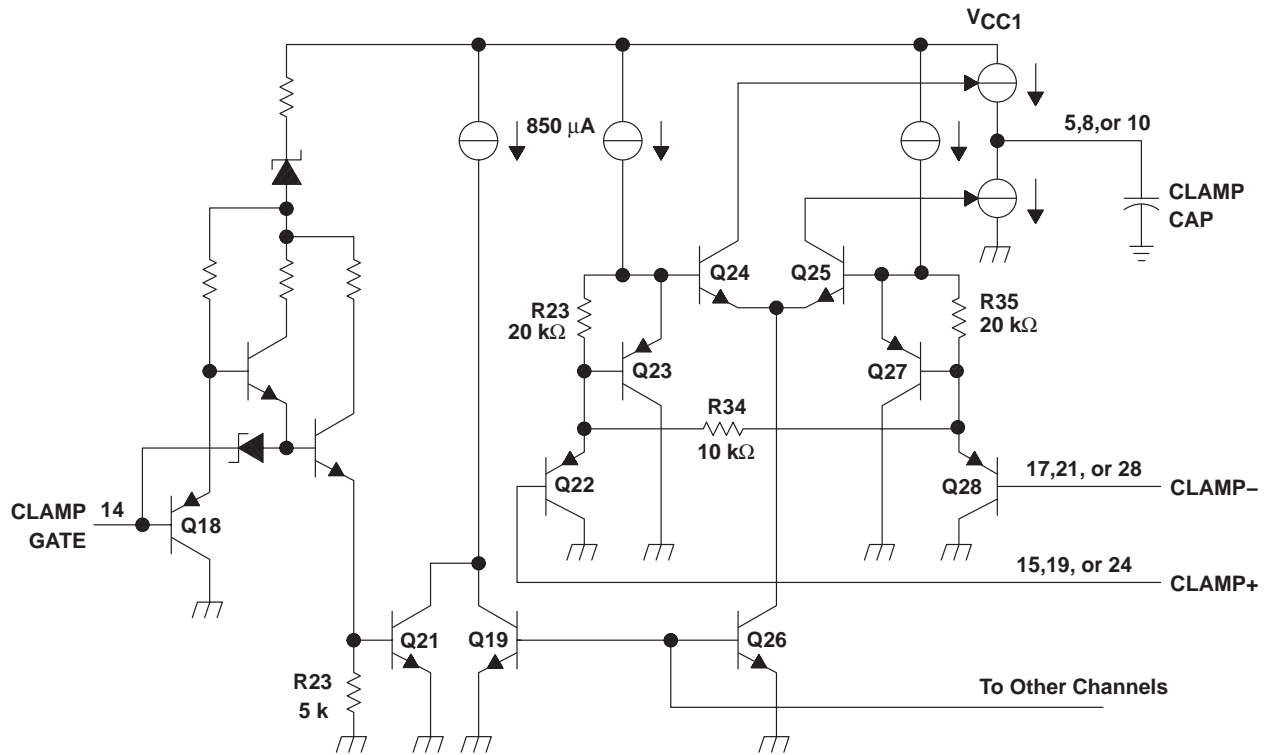 VCC1
850 μA
5,8,or 10
CLAMP
CAP
Q24
Q25
R23
20 kΩ
R35
20 kΩ
Q23
Q27
R34
10 kΩ
Q22
Q28
17,21, or 28
CLAMP–
CLAMP
GATE
14
Q18
15,19, or 24
CLAMP+
Q21
Q19
Q26
R23
5 k
To Other Channels